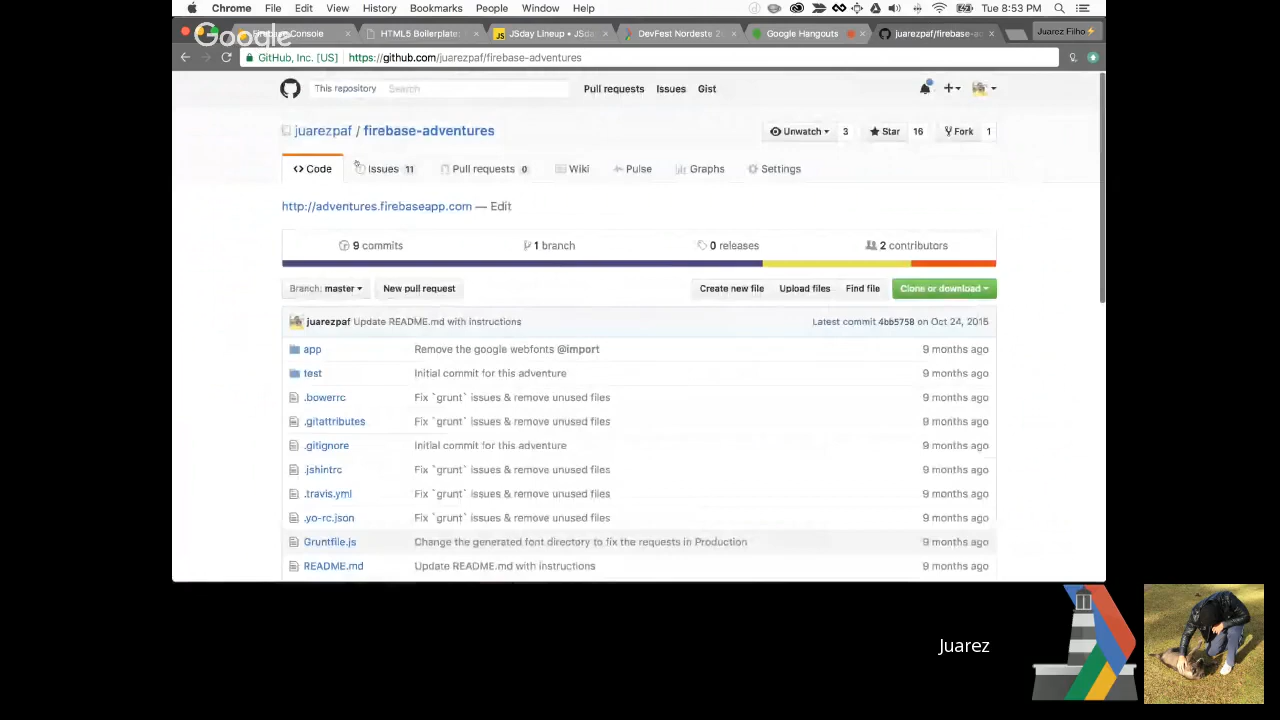 Chrome File Edit View History Bookmarks People Window Help Tue 8:53 PM
Google
Console HTML5 Boilerplate JSday Lineup • JSda DevFest Nordeste 2 Google Hangouts juarezpaf/firebase-a Juarez Filho
GitHub, Inc. [US] https://github.com/juarezpaf/firebase-adventures
This repository Search Pull requests Issues Gist
juarezpaf / firebase-adventures Unwatch 3 Star 16 Fork 1
Code Issues 11 Pull requests 0 Wiki Pulse Graphs Settings
http://adventures.firebaseapp.com — Edit
9 commits 1 branch 0 releases 2 contributors
Branch: master New pull request Create new file Upload files Find file Clone or download
juarezpaf Update README.md with instructions Latest commit 4bb5758 on Oct 24, 2015
app Remove the google webfonts @import 9 months ago
test Initial commit for this adventure 9 months ago
.bowerrc Fix `grunt` issues & remove unused files 9 months ago
.gitattributes Fix `grunt` issues & remove unused files 9 months ago
.gitignore Initial commit for this adventure 9 months ago
.jshintrc Fix `grunt` issues & remove unused files 9 months ago
.travis.yml Fix `grunt` issues & remove unused files 9 months ago
.yo-rc.json Fix `grunt` issues & remove unused files 9 months ago
Gruntfile.js Change the generated font directory to fix the requests in Production 9 months ago
README.md Update README.md with instructions 9 months ago
Juarez